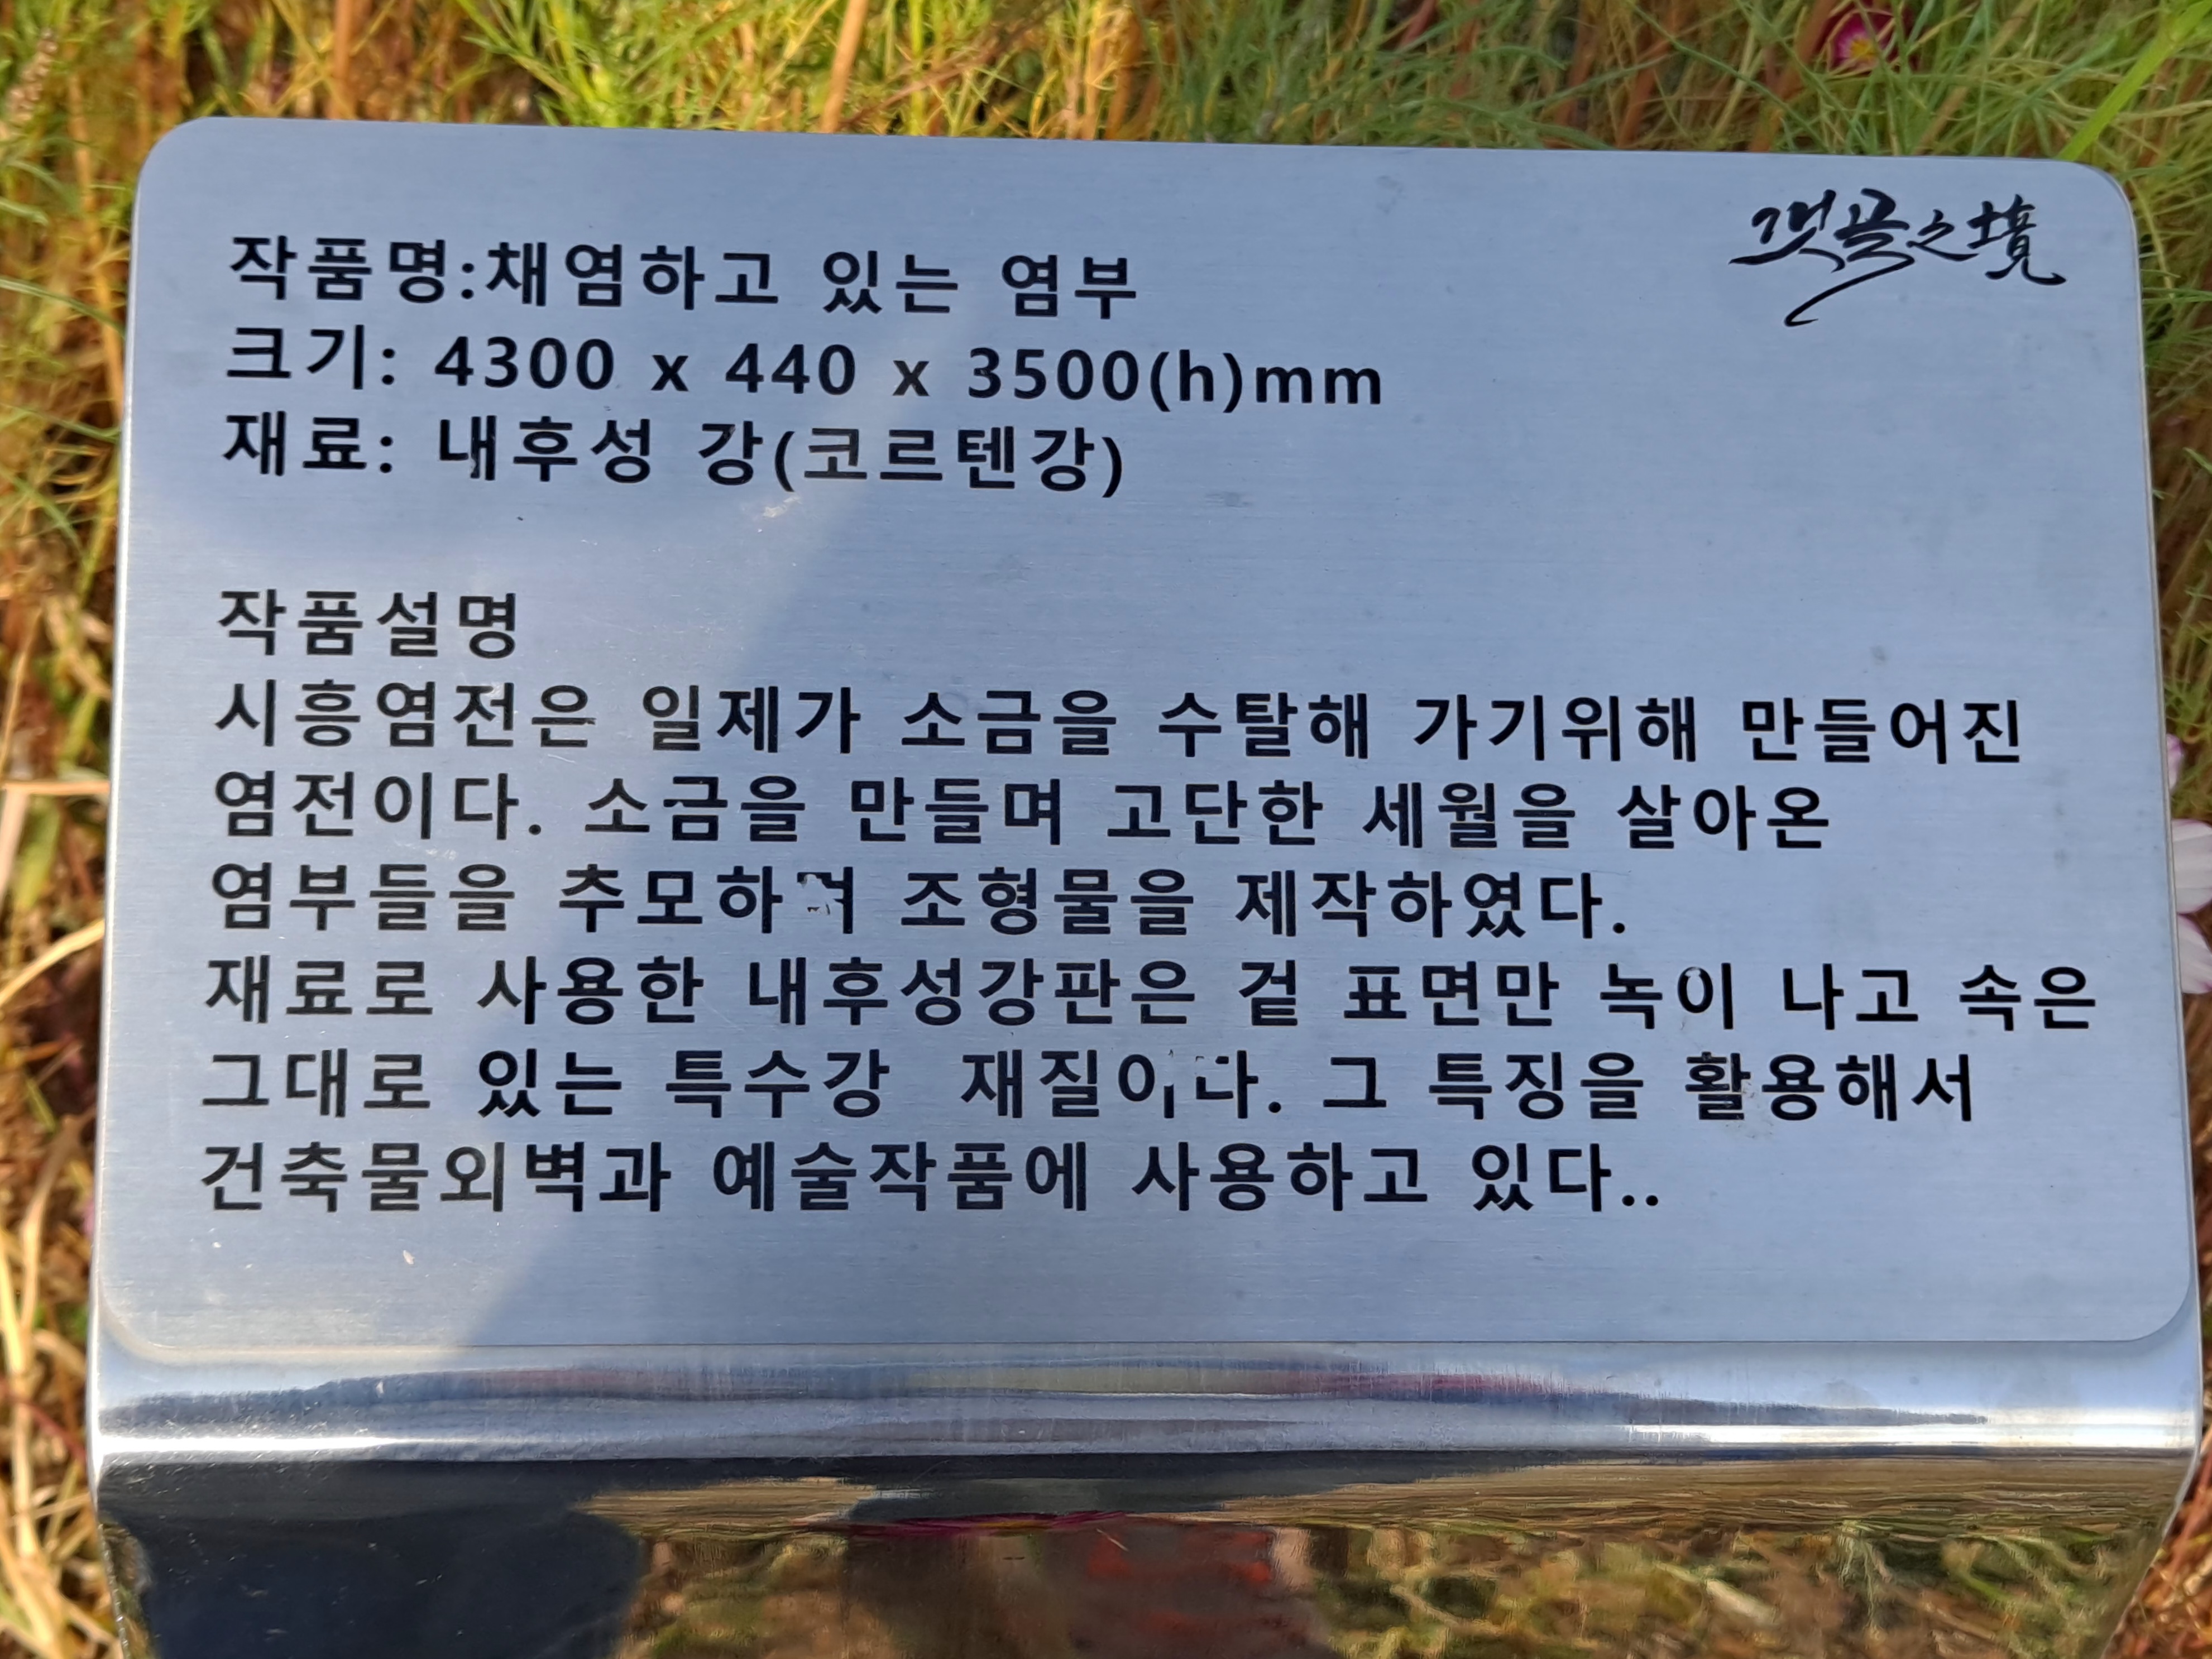 갯골之境
작품명:채염하고 있는 염부
크기: 4300 x 440 x 3500(h)mm
재료: 내후성 강(코르텐강)
작품설명
시흥염전은 일제가 소금을 수탈해 가기위해 만들어진
염전이다. 소금을 만들며 고단한 세월을 살아온
염부들을 추모하며 조형물을 제작하였다.
재료로 사용한 내후성강판은 겉 표면만 녹이 나고 속은
그대로 있는 특수강 재질이다. 그 특징을 활용해서
건축물외벽과 예술작품에 사용하고 있다..